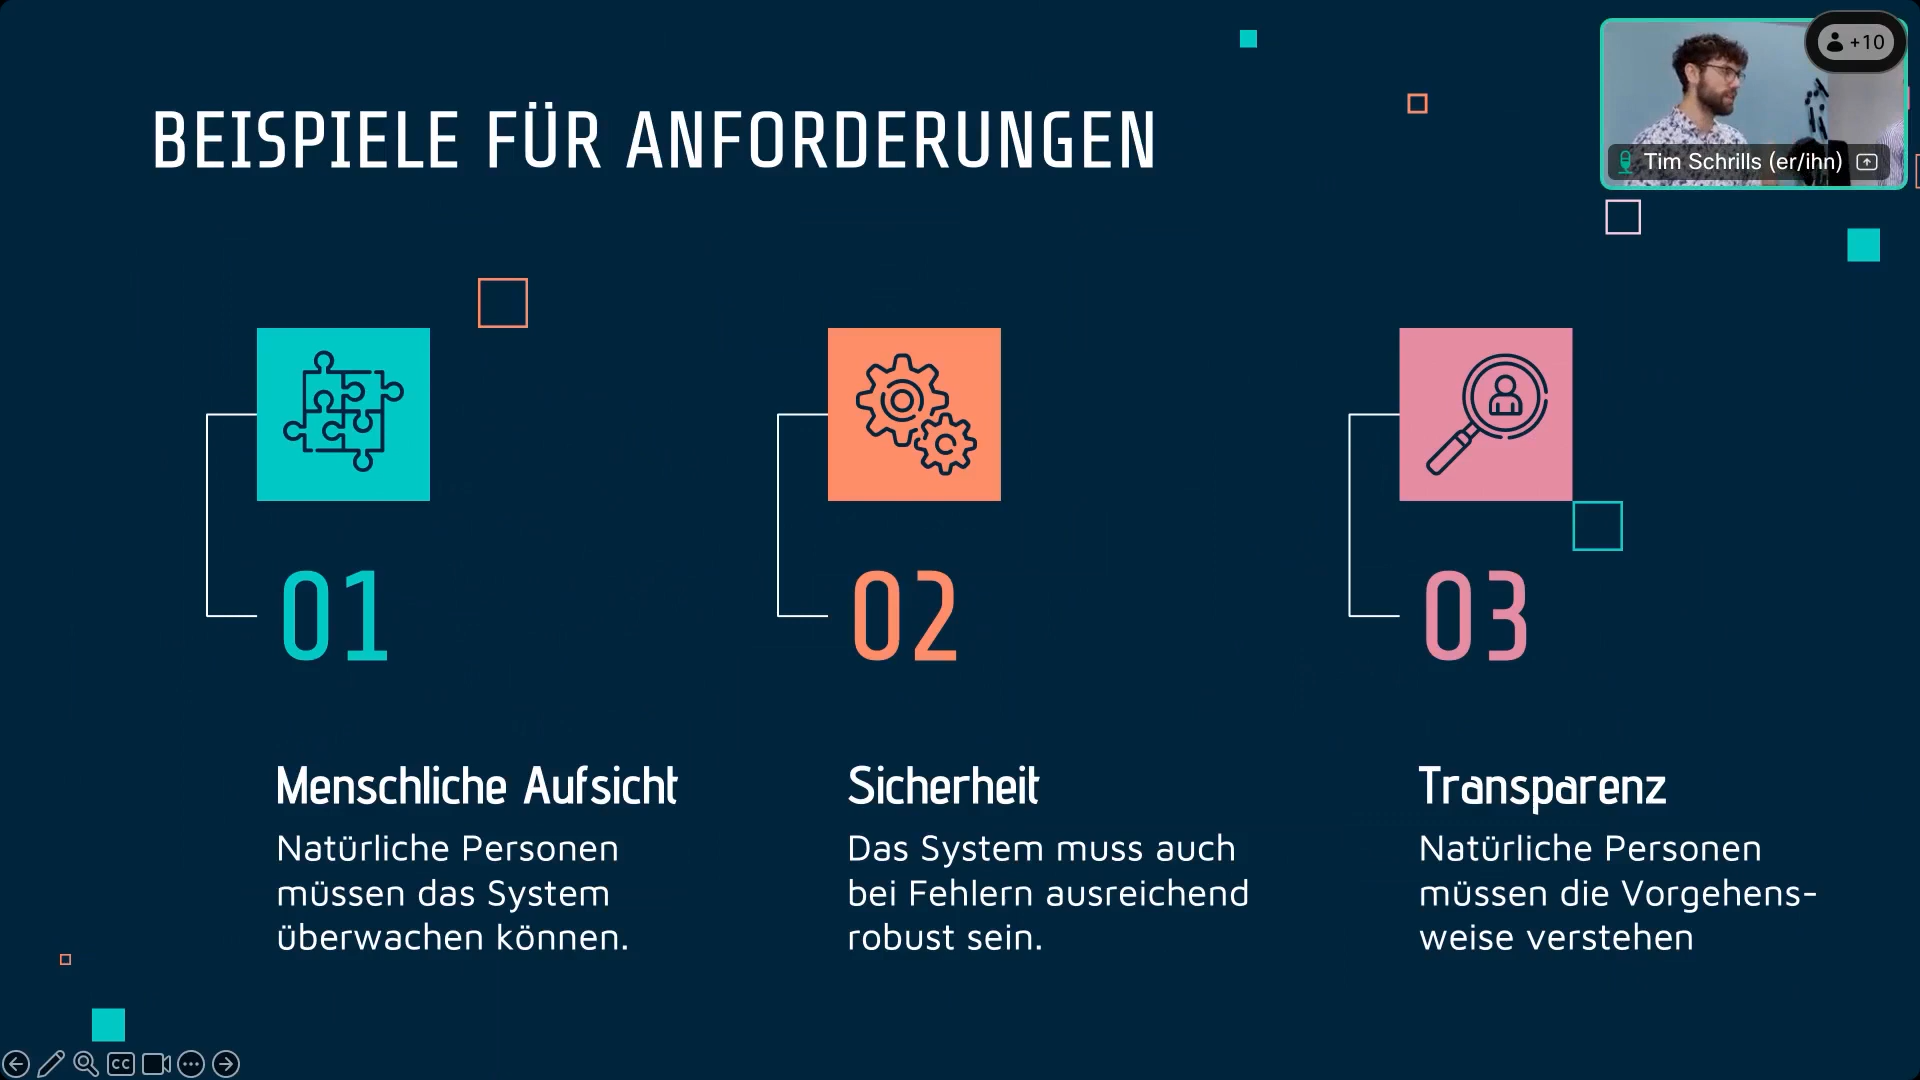 BEISPIELE FÜR ANFORDERUNGEN
+10
Tim Schrills (er/ihn)
01
Menschliche Aufsicht
Natürliche Personen
müssen das System
überwachen können.
02
Sicherheit
Das System muss auch
bei Fehlern ausreichend
robust sein.
03
Transparenz
Natürliche Personen
müssen die Vorgehens-
weise verstehen
CC